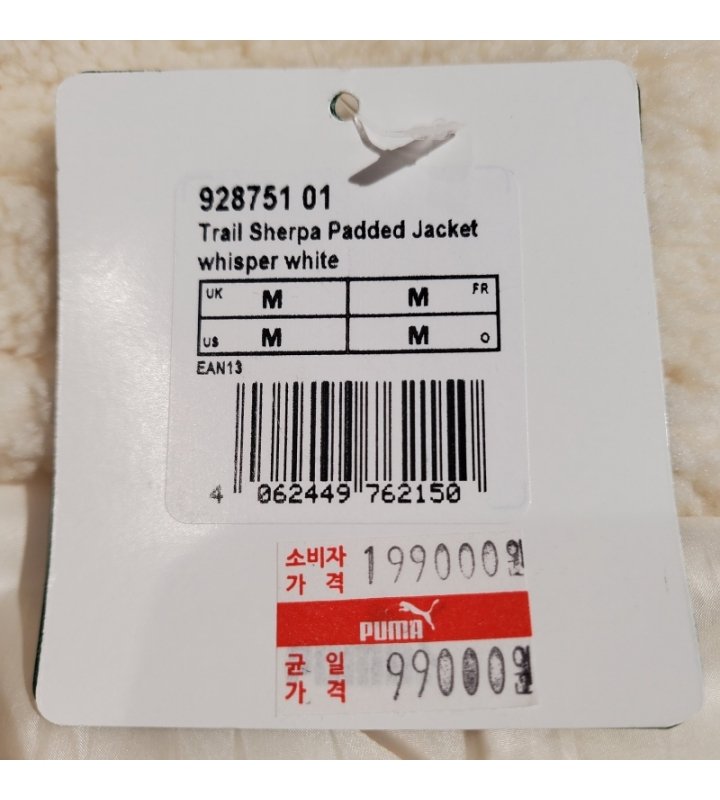 928751 01
Trail Sherpa Padded Jacket
whisper white
UK M M FR
US M M O
EAN13
4 062449 762150
소비자 가격 199000원
PUMA
균일 가격 99000원